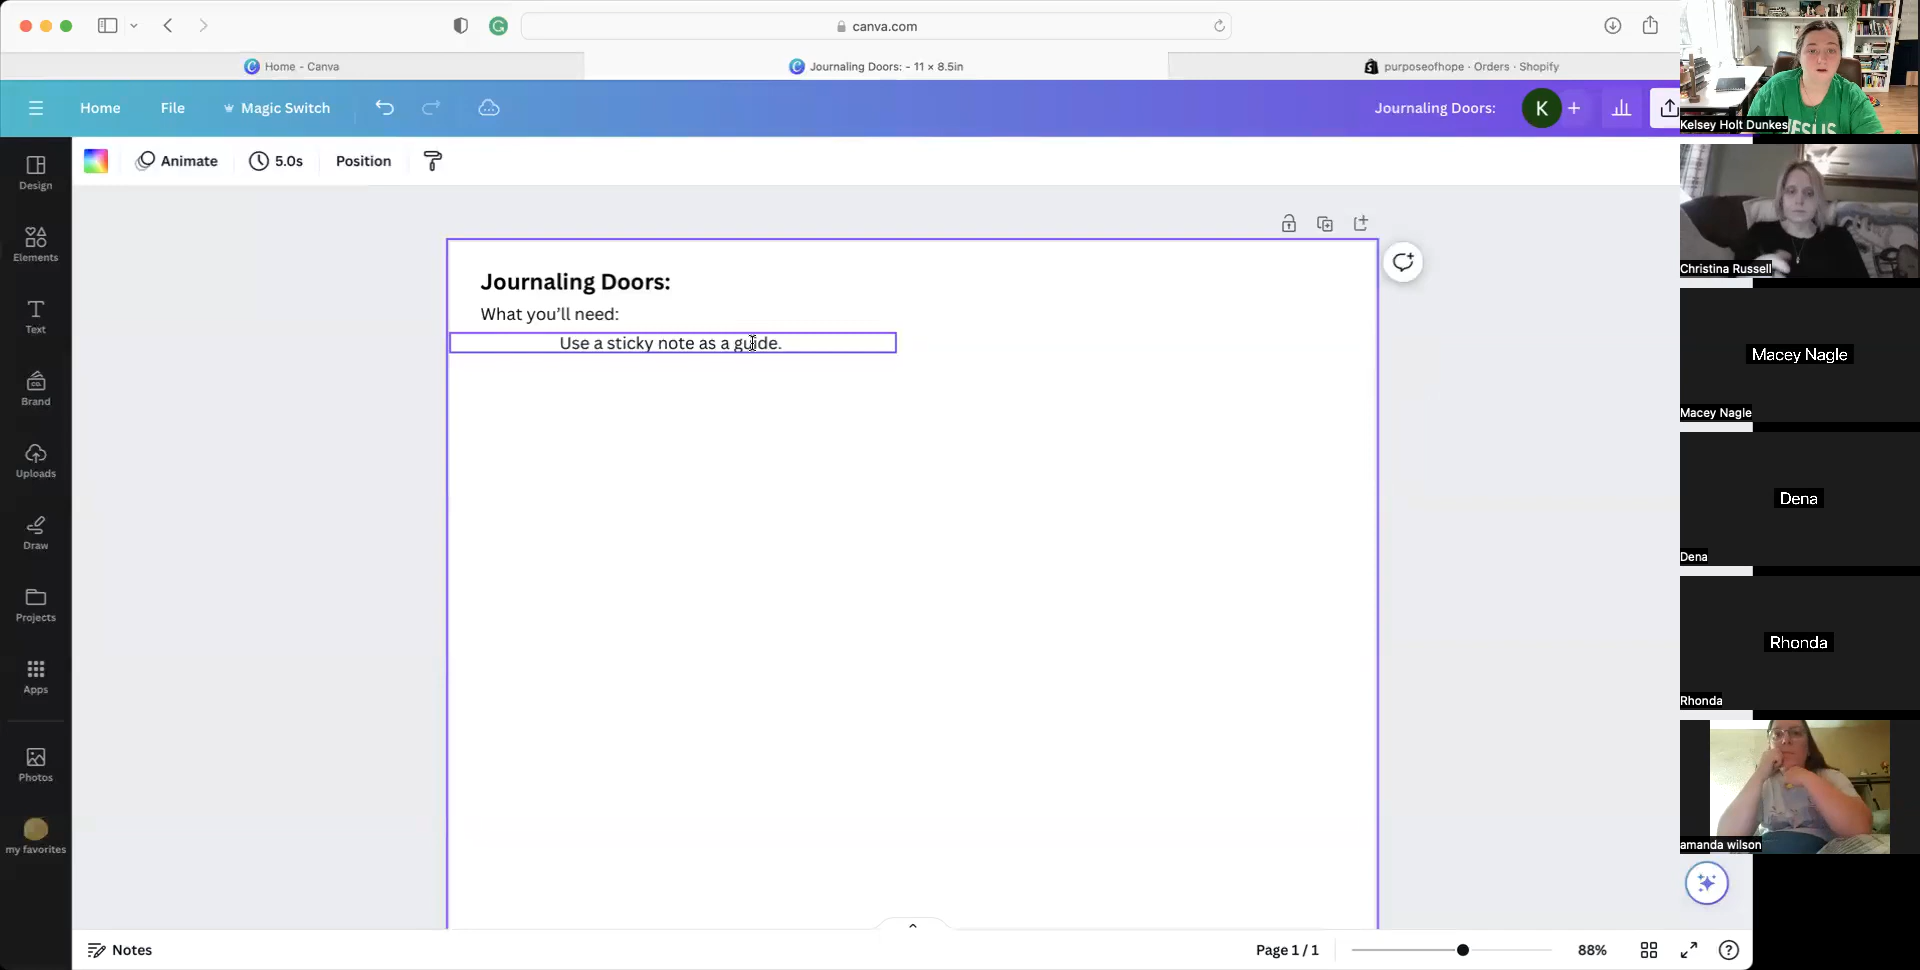 canva.com
Home - Canva
Journaling Doors: - 11 × 8.5in
purposeofhope · Orders · Shopify
Home
File
Magic Switch
Journaling Doors:
K
Animate
5.0s
Position
Design
Elements
Text
Brand
Uploads
Draw
Projects
Apps
Photos
my favorites
Journaling Doors:
What you’ll need:
Use a sticky note as a guide.
Notes
Page 1 / 1
88%
Kelsey Holt Dunkes
Christina Russell
Macey Nagle
Macey Nagle
Dena
Dena
Rhonda
Rhonda
amanda wilson